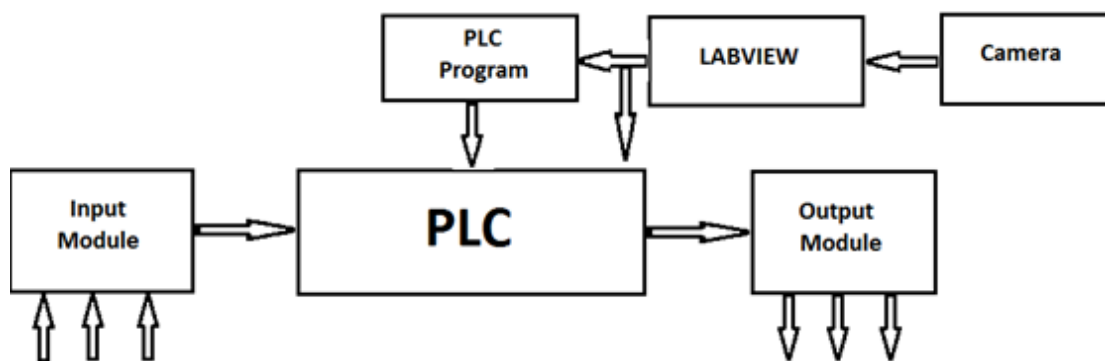 PLC
Program
LABVIEW
Camera
Input
Module
PLC
Output
Module